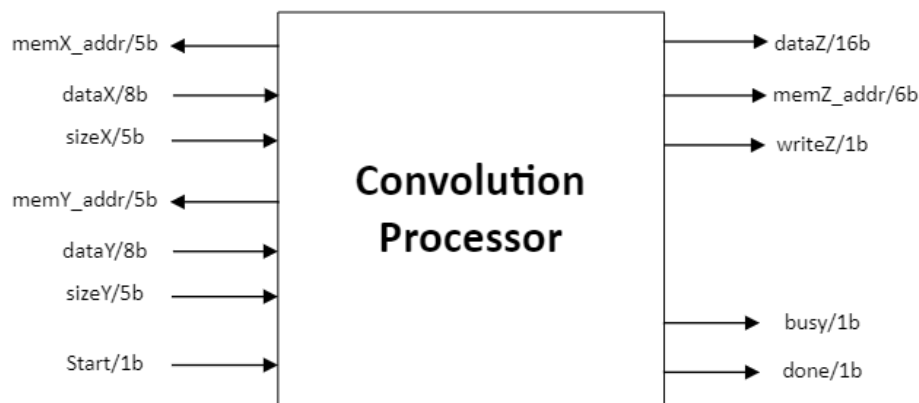 memX_addr/5b
dataX/8b
sizeX/5b
memY_addr/5b
dataY/8b
sizeY/5b
Start/1b
Convolution
Processor
dataZ/16b
memZ_addr/6b
writeZ/1b
busy/1b
done/1b